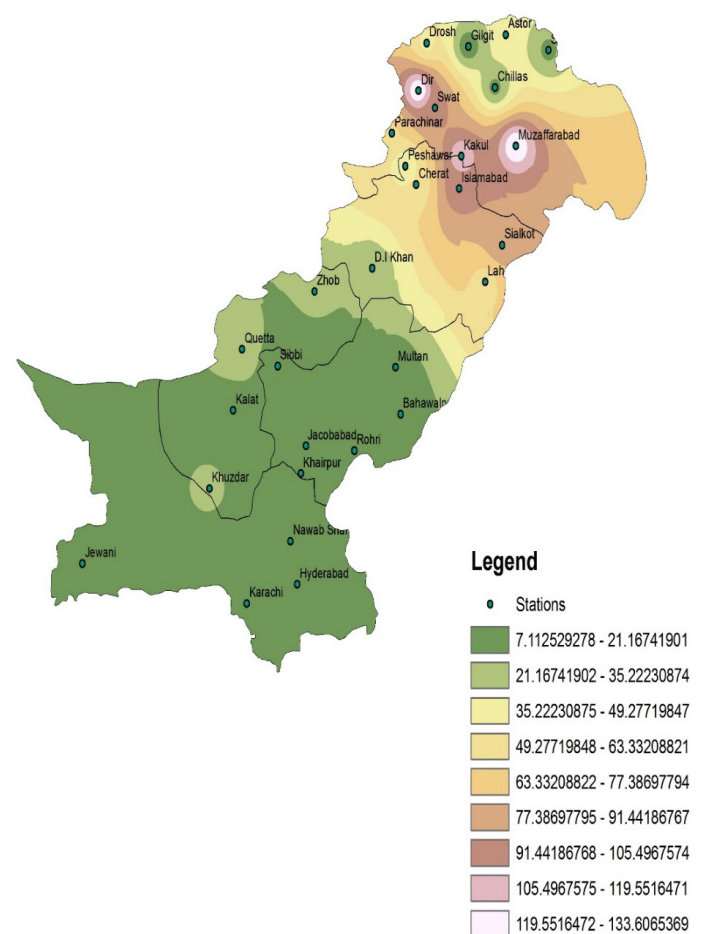 Astor
Drosh
Gilgit
Chillas
Dir
Swat
Parachinar
Muzaffarabad
Kakul
Peshawar
Cherat
Islamabad
Sialkot
D.I Khan
Lah
Zhob
Quetta
Sibbi
Multan
Kalat
Bahawalp
Jacobabad
Rohri
Khairpur
Khuzdar
Nawab Shah
Jewani
Hyderabad
Karachi
Legend
Stations
7.112529278 - 21.16741901
21.16741902 - 35.22230874
35.22230875 - 49.27719847
49.27719848 - 63.33208821
63.33208822 - 77.38697794
77.38697795 - 91.44186767
91.44186768 - 105.4967574
105.4967575 - 119.5516471
119.5516472 - 133.6065369